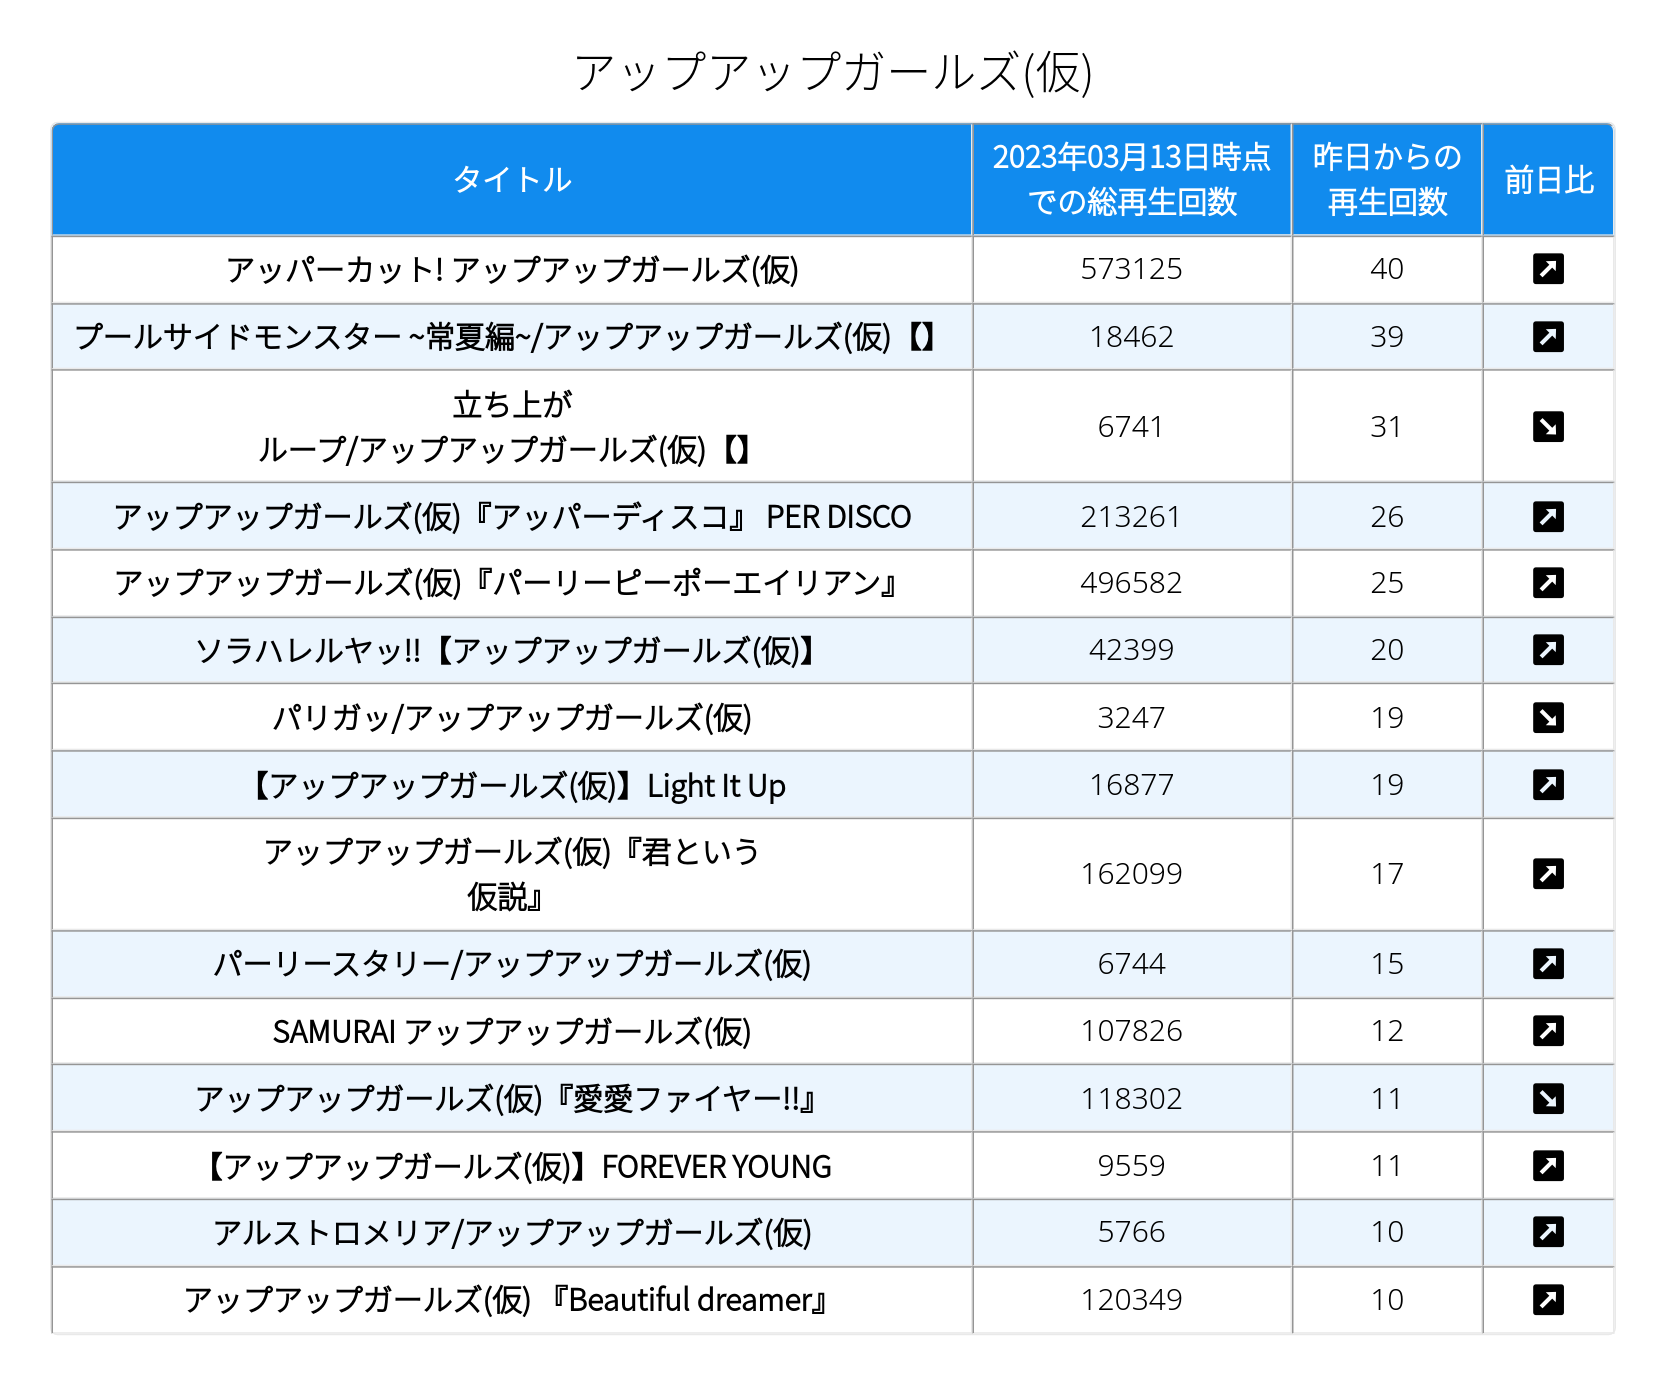 アップアップガールズ(仮)
タイトル
2023年03月13日時点
での総再生回数
昨日からの
再生回数
前日比
アッパーカット! アップアップガールズ(仮)
573125
40
プールサイドモンスター ~常夏編~/アップアップガールズ(仮)【】
18462
39
立ち上が
ループ/アップアップガールズ(仮)【】
6741
31
アップアップガールズ(仮)『アッパーディスコ』 PER DISCO
213261
26
アップアップガールズ(仮)『パーリーピーポーエイリアン』
496582
25
ソラハレルヤッ!!【アップアップガールズ(仮)】
42399
20
パリガッ/アップアップガールズ(仮)
3247
19
【アップアップガールズ(仮)】Light It Up
16877
19
アップアップガールズ(仮)『君という
仮説』
162099
17
パーリースタリー/アップアップガールズ(仮)
6744
15
SAMURAI アップアップガールズ(仮)
107826
12
アップアップガールズ(仮)『愛愛ファイヤー!!』
118302
11
【アップアップガールズ(仮)】FOREVER YOUNG
9559
11
アルストロメリア/アップアップガールズ(仮)
5766
10
アップアップガールズ(仮) 『Beautiful dreamer』
120349
10